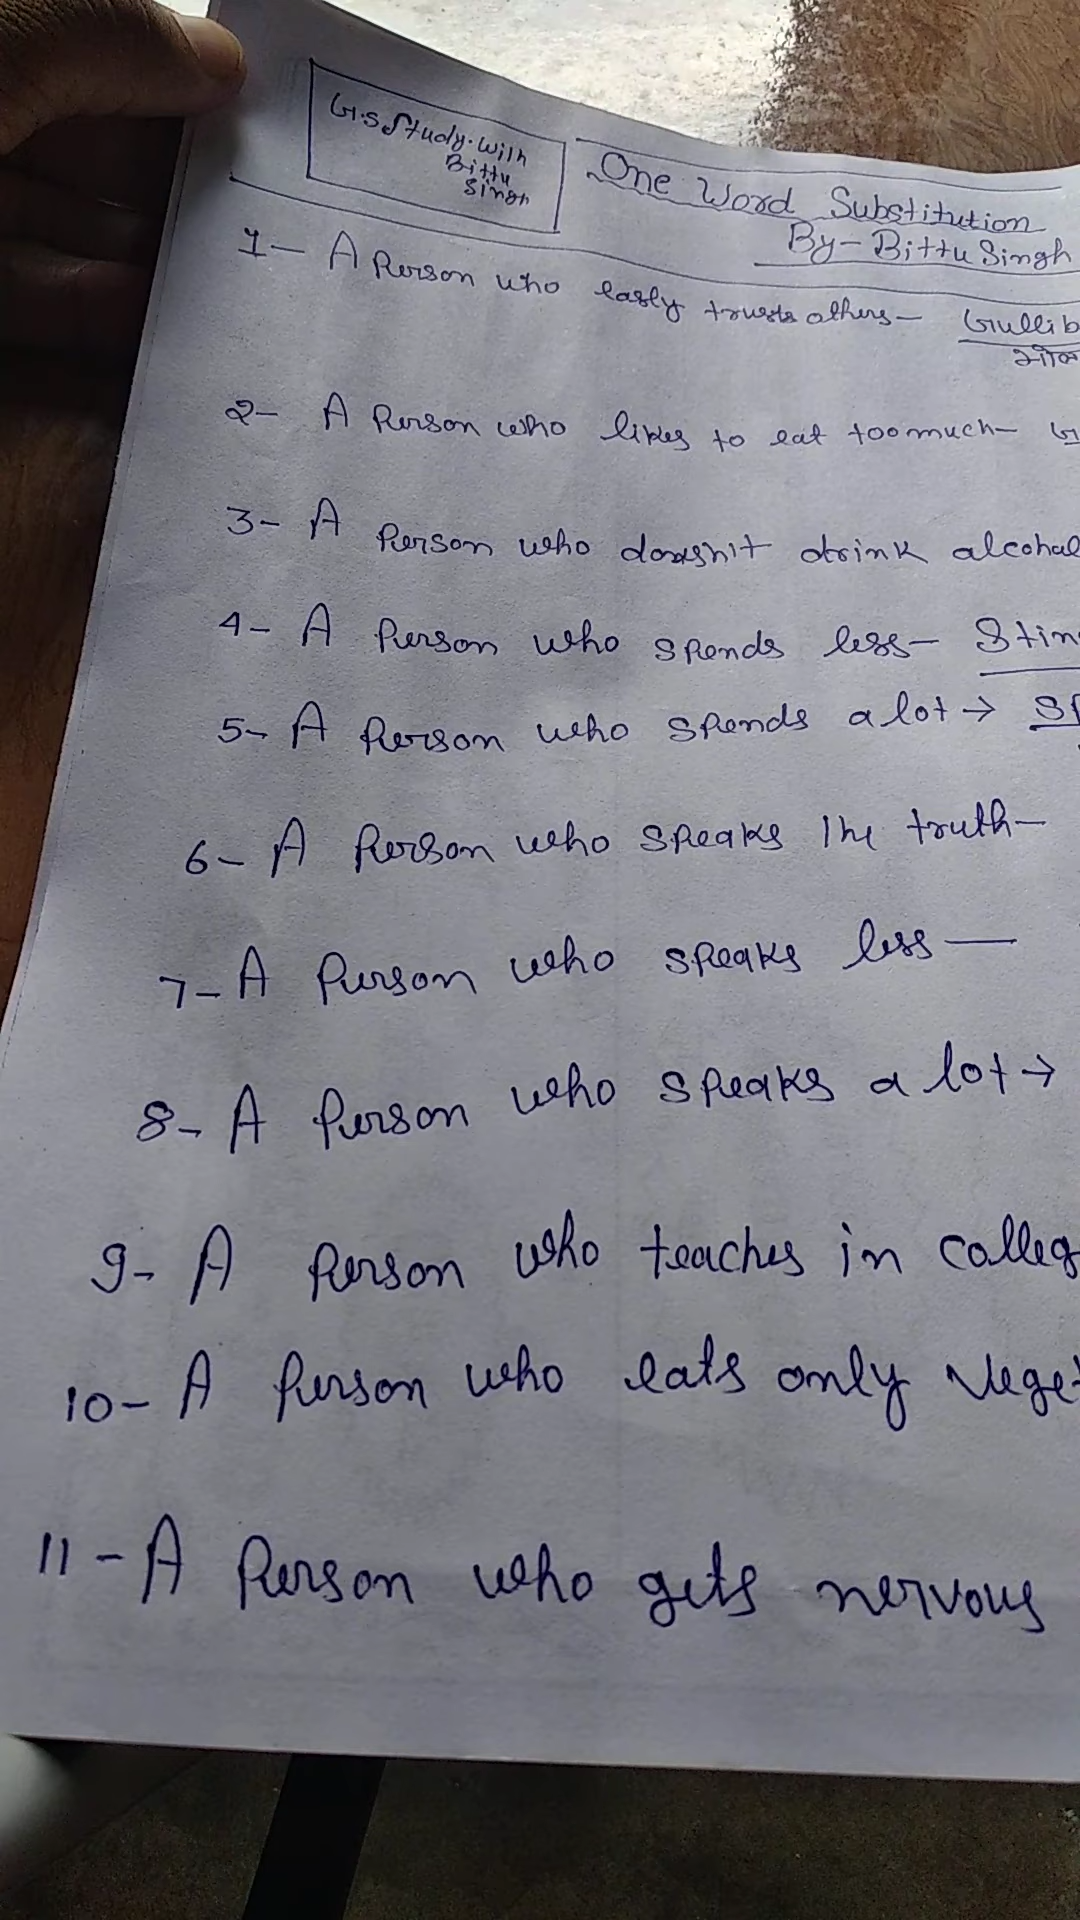 G.S Study. With
Bittu
Singh
One Word Substitution
By- Bittu Singh
1- A Person who easly trusts others- Gullib
2- A Person who likes to eat too much- G
3- A Person who doesn't drink alcohal
4- A Person who spends less- Stin
5- A Person who spends a lot → Sp
6- A Person who speaks the truth-
7- A Person who speaks less-
8- A Person who speaks a lot →
9- A Person who teaches in colleg
10- A Person who eats only Veget
11- A Person who gets nervous